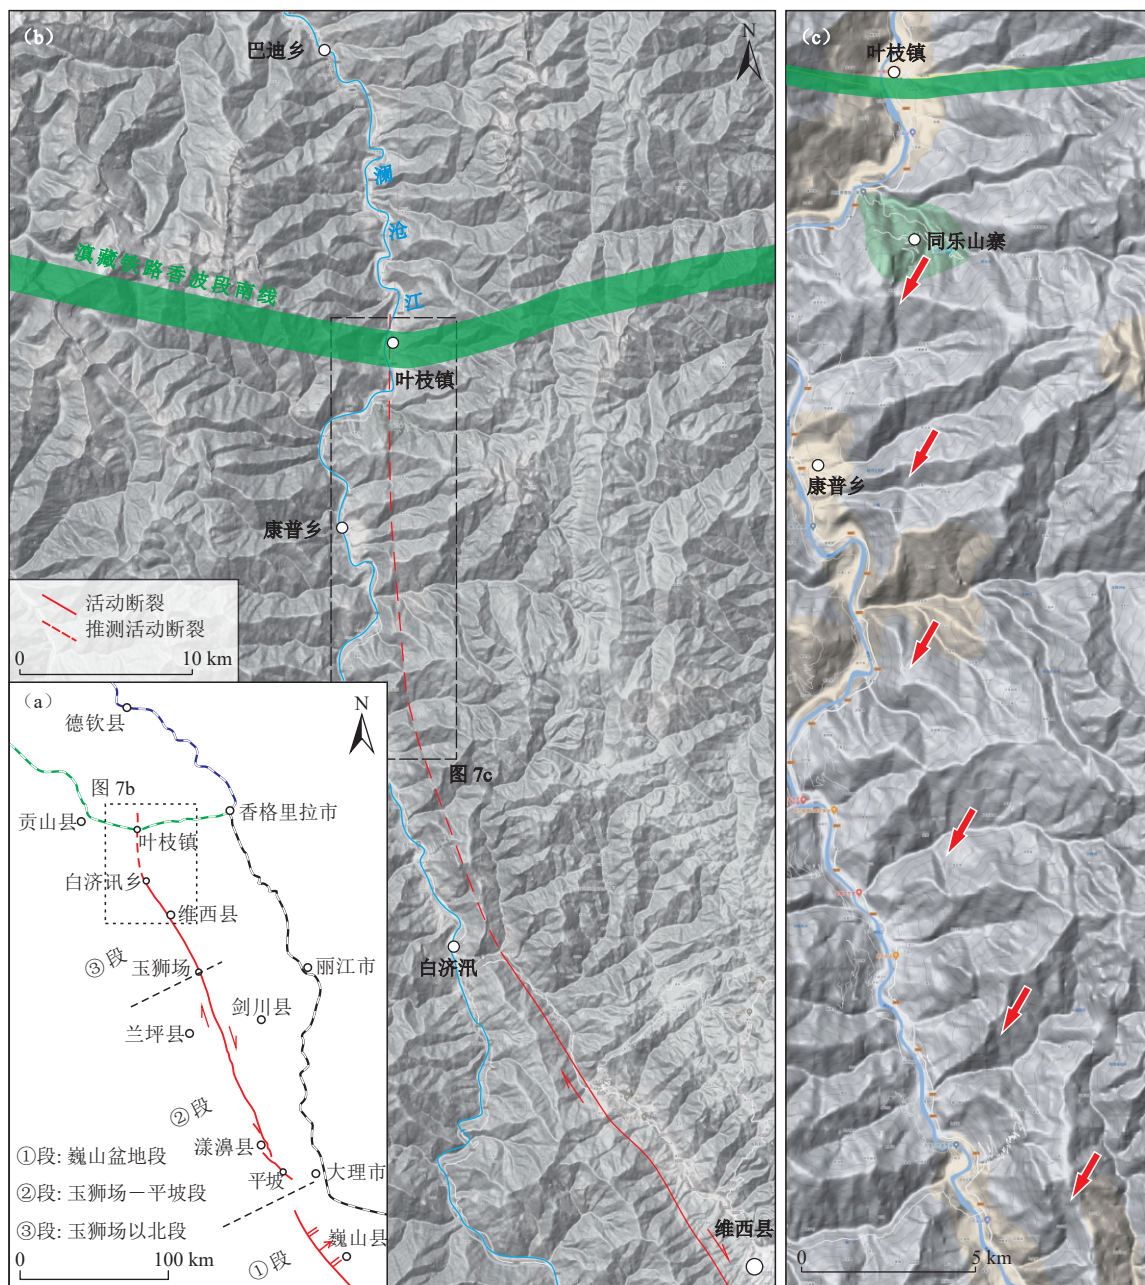 (b)
巴迪乡
N
澜
沧
江
滇藏铁路香波段南线
叶枝镇
康普乡
活动断裂
推测活动断裂
0 10 km
图 7c
白济汛
维西县
(a)
N
德钦县
图 7b
香格里拉市
贡山县
叶枝镇
白济讯乡
维西县
③段
玉狮场
丽江市
剑川县
兰坪县
②段
漾濞县
①段: 巍山盆地段
平坡
大理市
②段: 玉狮场－平坡段
③段: 玉狮场以北段
巍山县
0 100 km
①段
(c)
叶枝镇
同乐山寨
康普乡
0 5 km